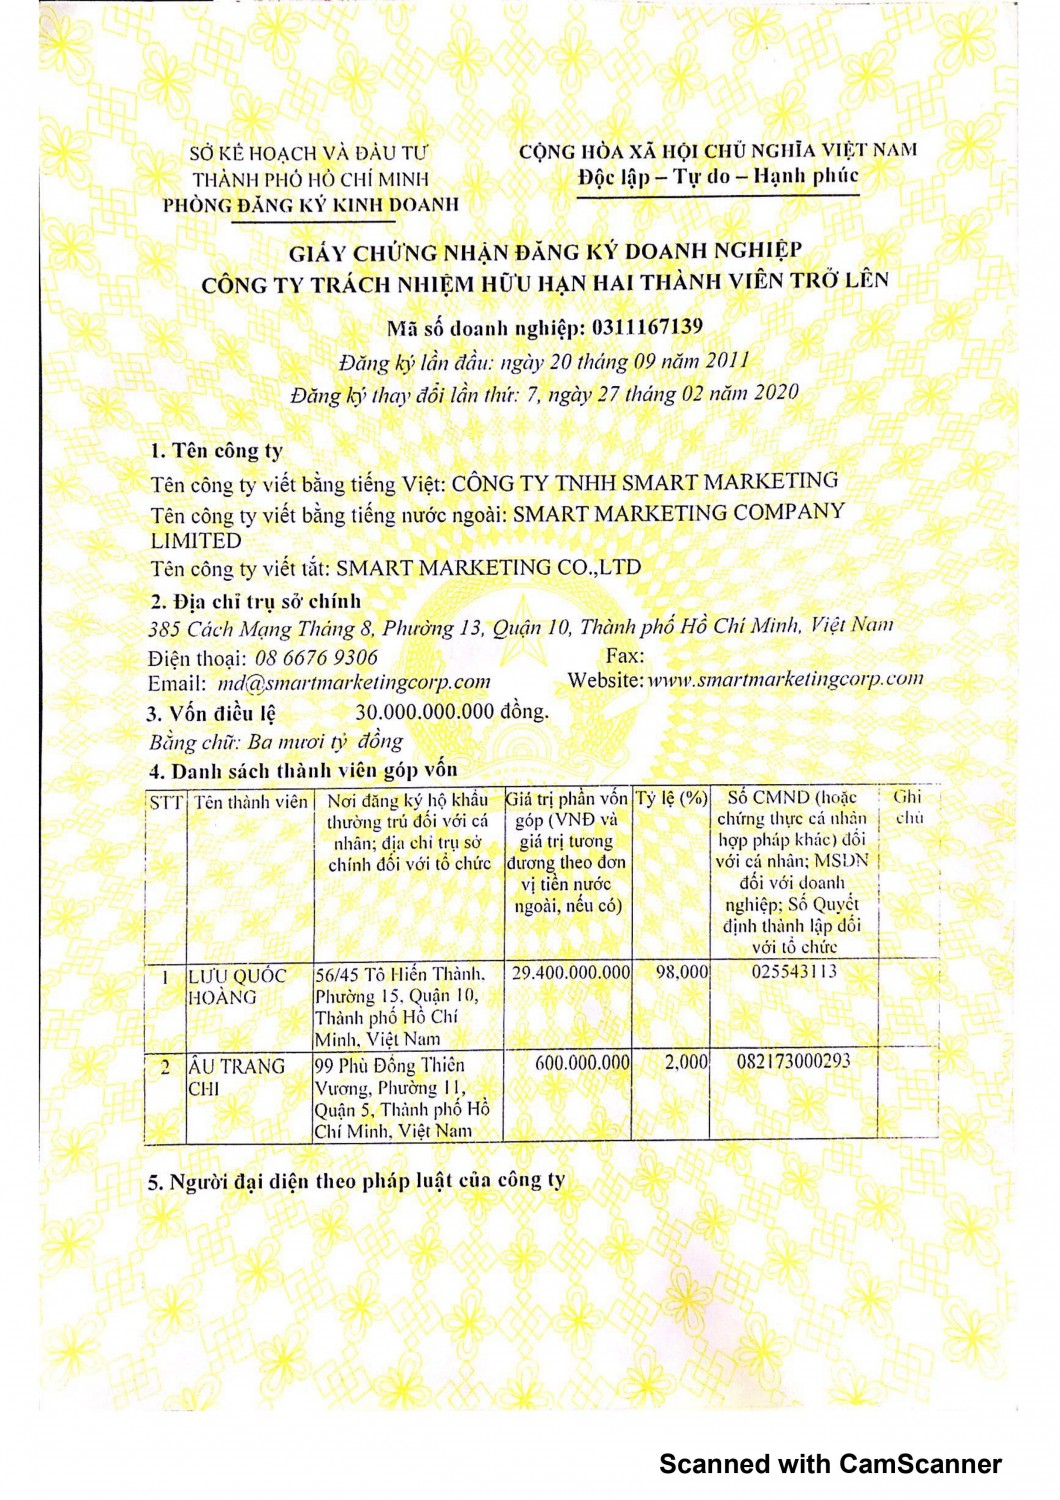 SỞ KẾ HOẠCH VÀ ĐẦU TƯ
THÀNH PHỐ HỒ CHÍ MINH
PHÒNG ĐĂNG KÝ KINH DOANH
CỘNG HÒA XÃ HỘI CHỦ NGHĨA VIỆT NAM
Độc lập – Tự do – Hạnh phúc
GIẤY CHỨNG NHẬN ĐĂNG KÝ DOANH NGHIỆP
CÔNG TY TRÁCH NHIỆM HỮU HẠN HAI THÀNH VIÊN TRỞ LÊN
Mã số doanh nghiệp: 0311167139
Đăng ký lần đầu: ngày 20 tháng 09 năm 2011
Đăng ký thay đổi lần thứ: 7, ngày 27 tháng 02 năm 2020
1. Tên công ty
Tên công ty viết bằng tiếng Việt: CÔNG TY TNHH SMART MARKETING
Tên công ty viết bằng tiếng nước ngoài: SMART MARKETING COMPANY
LIMITED
Tên công ty viết tắt: SMART MARKETING CO.,LTD
2. Địa chỉ trụ sở chính
385 Cách Mạng Tháng 8, Phường 13, Quận 10, Thành phố Hồ Chí Minh, Việt Nam
Điện thoại: 08 6676 9306 Fax:
Email: md@smartmarketingcorp.com Website: www.smartmarketingcorp.com
3. Vốn điều lệ 30.000.000.000 đồng.
Bằng chữ: Ba mươi tỷ đồng
4. Danh sách thành viên góp vốn
STT
Tên thành viên
Nơi đăng ký hộ khẩu
thường trú đối với cá
nhân; địa chỉ trụ sở
chính đối với tổ chức
Giá trị phần vốn
góp (VNĐ và
giá trị tương
đương theo đơn
vị tiền nước
ngoài, nếu có)
Tỷ lệ (%)
Số CMND (hoặc
chứng thực cá nhân
hợp pháp khác) đối
với cá nhân; MSDN
đối với doanh
nghiệp; Số Quyết
định thành lập đối
với tổ chức
Ghi
chú
1
LƯU QUỐC
HOÀNG
56/45 Tô Hiến Thành,
Phường 15, Quận 10,
Thành phố Hồ Chí
Minh, Việt Nam
29.400.000.000
98,000
025543113
2
ÂU TRANG
CHI
99 Phù Đổng Thiên
Vương, Phường 11,
Quận 5, Thành phố Hồ
Chí Minh, Việt Nam
600.000.000
2,000
082173000293
5. Người đại diện theo pháp luật của công ty
Scanned with CamScanner